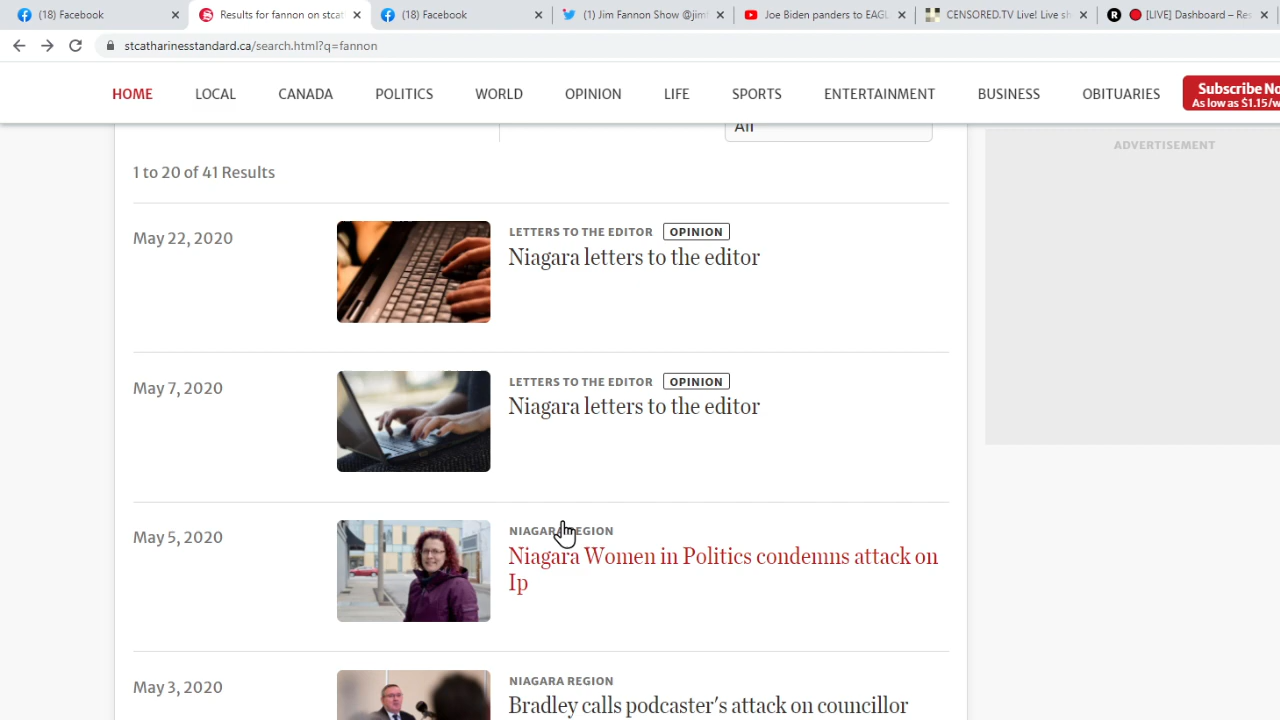 (18) Facebook
Results for fannon on stcat
(18) Facebook
(1) Jim Fannon Show @jimf
Joe Biden panders to EAGL
CENSORED.TV Live! Live sh
[LIVE] Dashboard – Res
stcatharinesstandard.ca/search.html?q=fannon
HOME LOCAL CANADA POLITICS WORLD OPINION LIFE SPORTS ENTERTAINMENT BUSINESS OBITUARIES
Subscribe No
As low as $1.15/w
All
ADVERTISEMENT
1 to 20 of 41 Results
May 22, 2020
LETTERS TO THE EDITOR OPINION
Niagara letters to the editor
May 7, 2020
LETTERS TO THE EDITOR OPINION
Niagara letters to the editor
May 5, 2020
NIAGARA REGION
Niagara Women in Politics condemns attack on
Ip
May 3, 2020
NIAGARA REGION
Bradley calls podcaster's attack on councillor